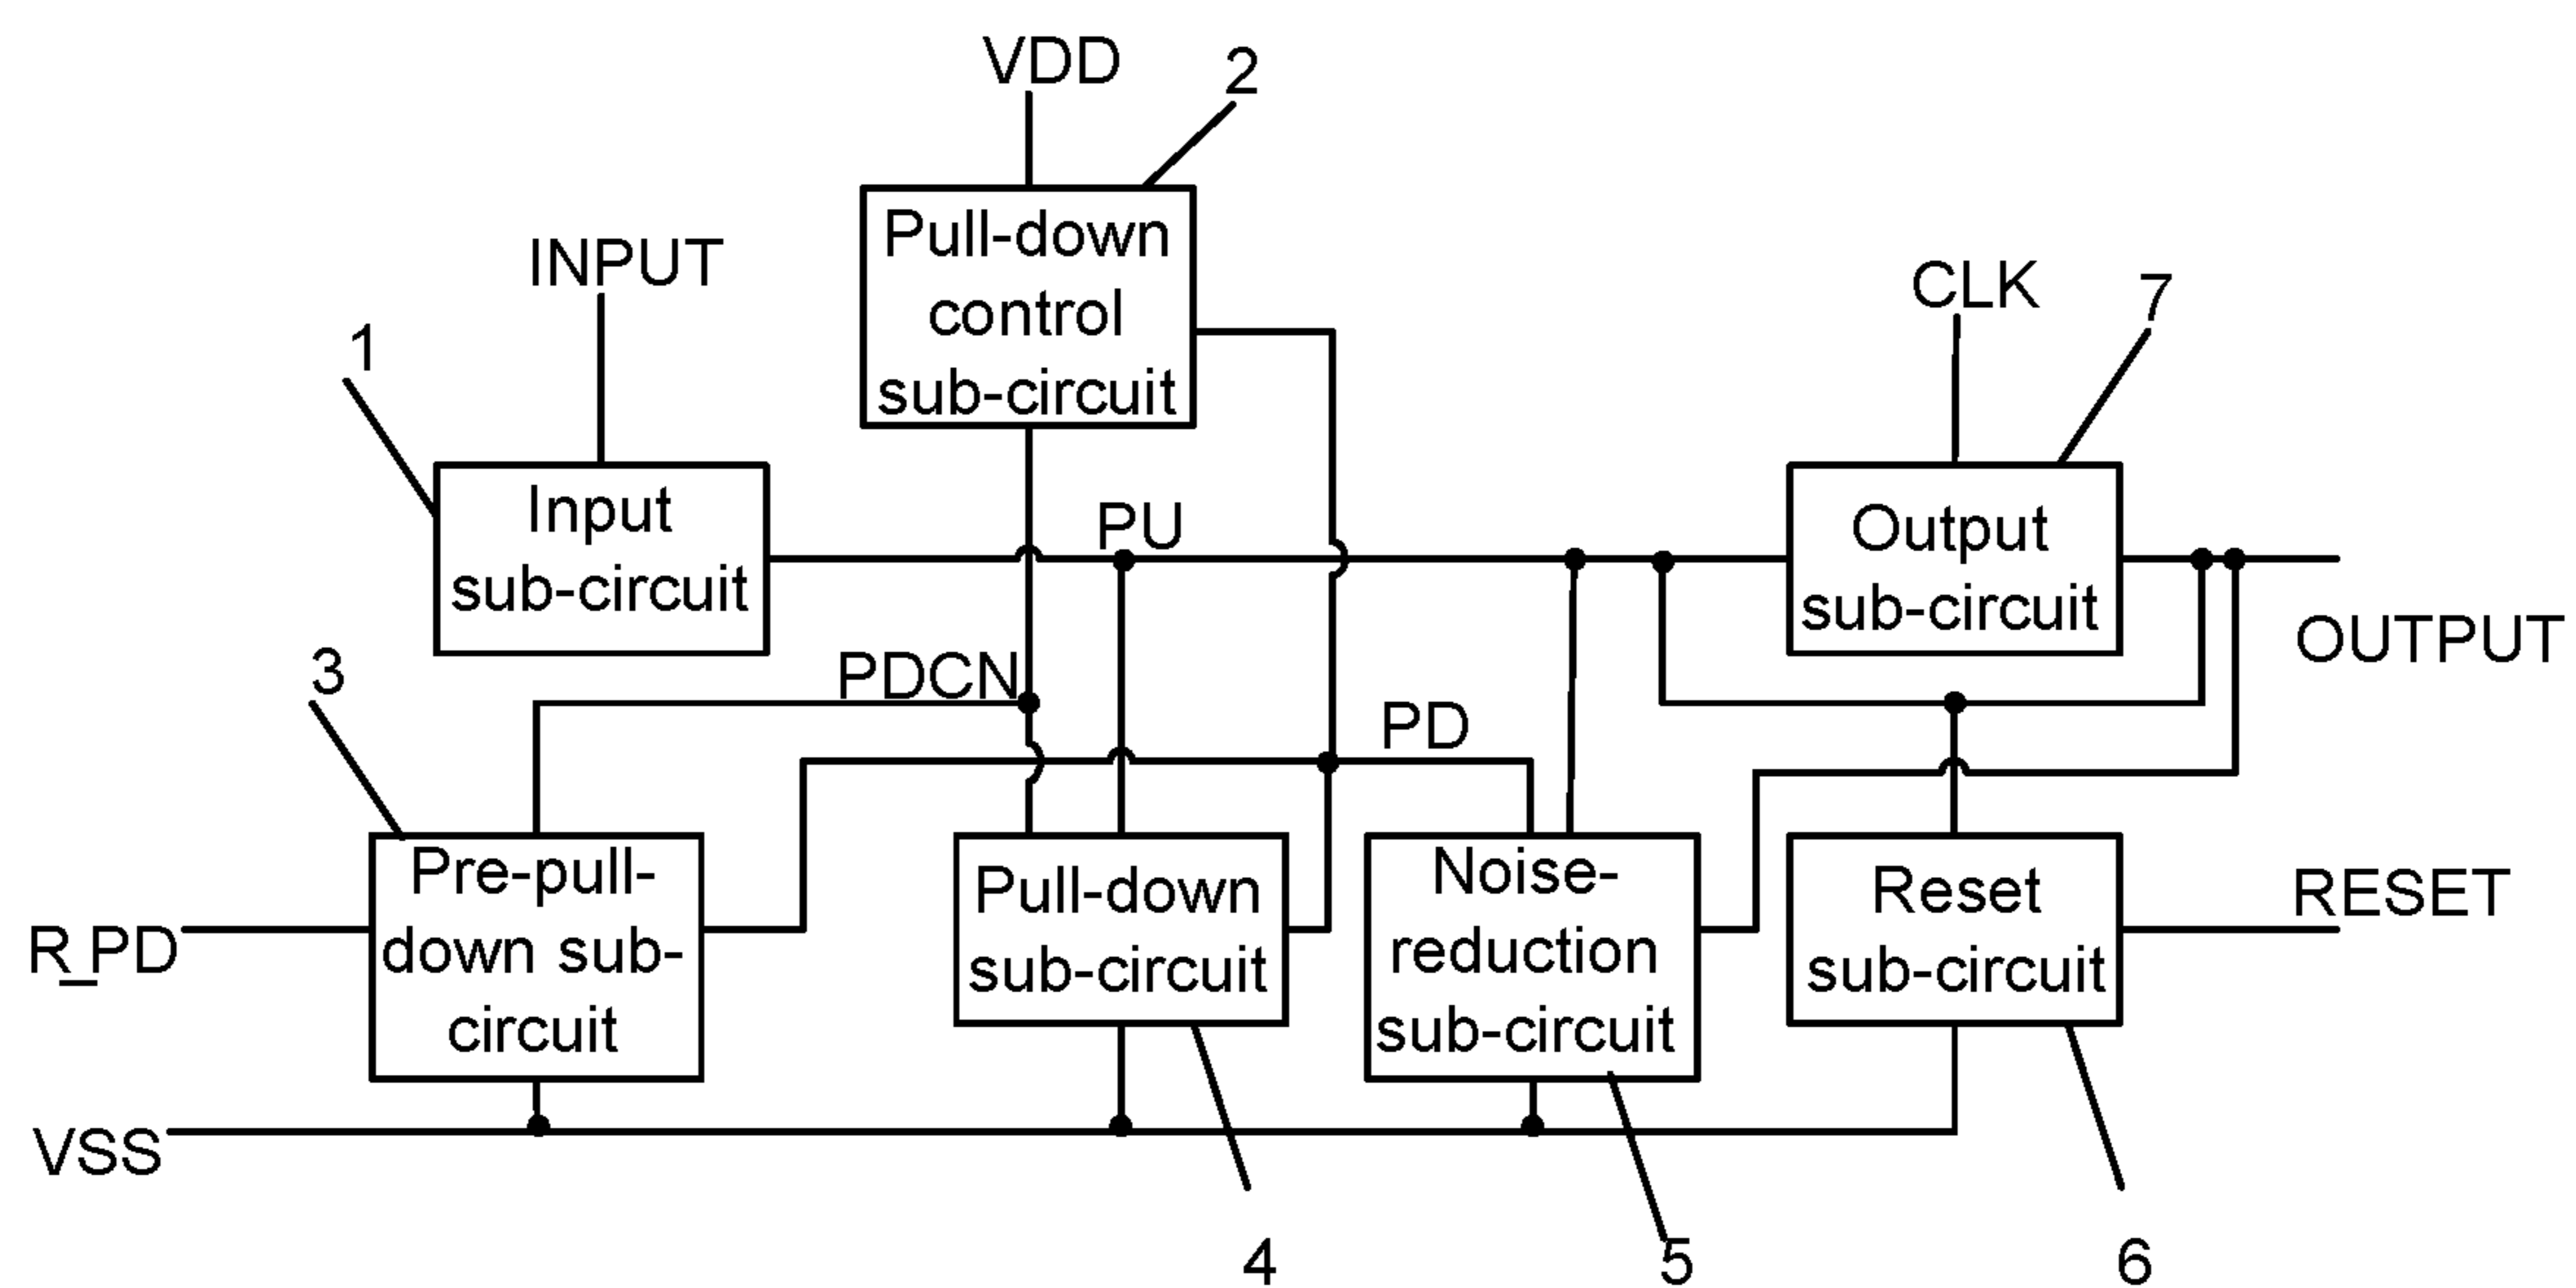 VDD
2
Pull-down
control
sub-circuit
INPUT
CLK
7
1
Input
sub-circuit
PU
Output
sub-circuit
OUTPUT
3
PDCN
PD
Pre-pull-
down sub-
circuit
Pull-down
sub-circuit
Noise-
reduction
sub-circuit
Reset
sub-circuit
RESET
R_PD
VSS
4
5
6